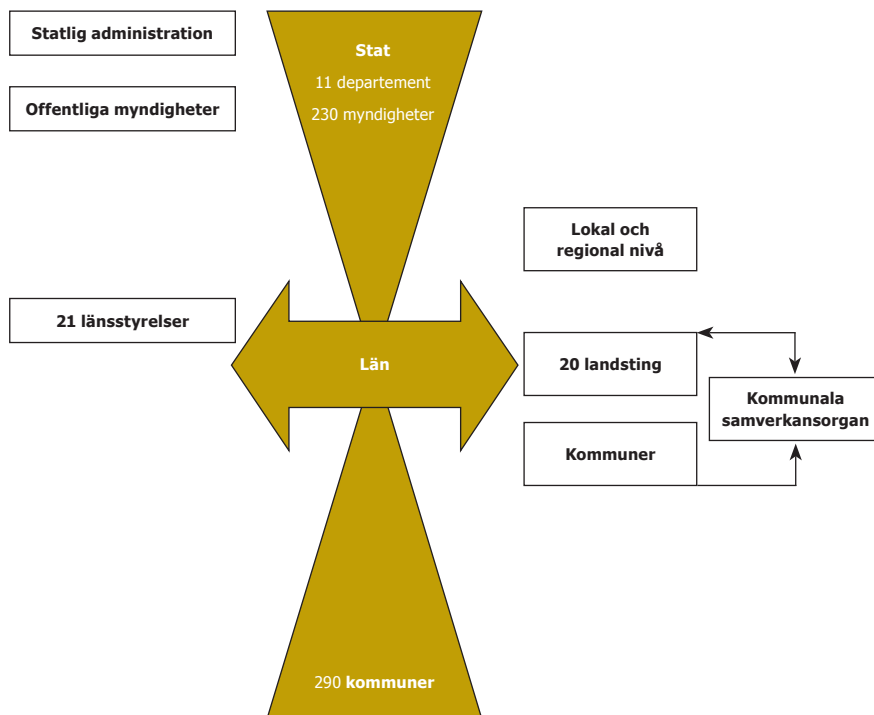 Statlig administration
Stat
11 departement
230 myndigheter
Offentliga myndigheter
Lokal och
regional nivå
21 länsstyrelser
Län
20 landsting
Kommunala
samverkansorgan
Kommuner
290 kommuner